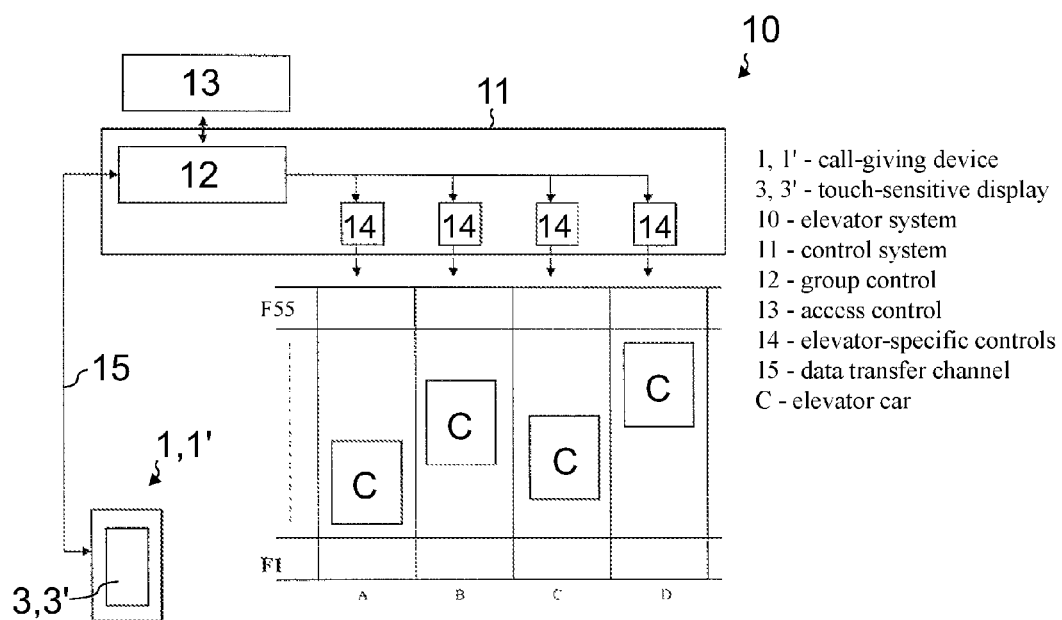 10
13
11
12
14 14 14 14
1, 1' - call-giving device
3, 3' - touch-sensitive display
10 - elevator system
11 - control system
12 - group control
13 - access control
14 - elevator-specific controls
15 - data transfer channel
C - elevator car
F55
15
C C C C
1,1'
F1
3,3'
A B C D